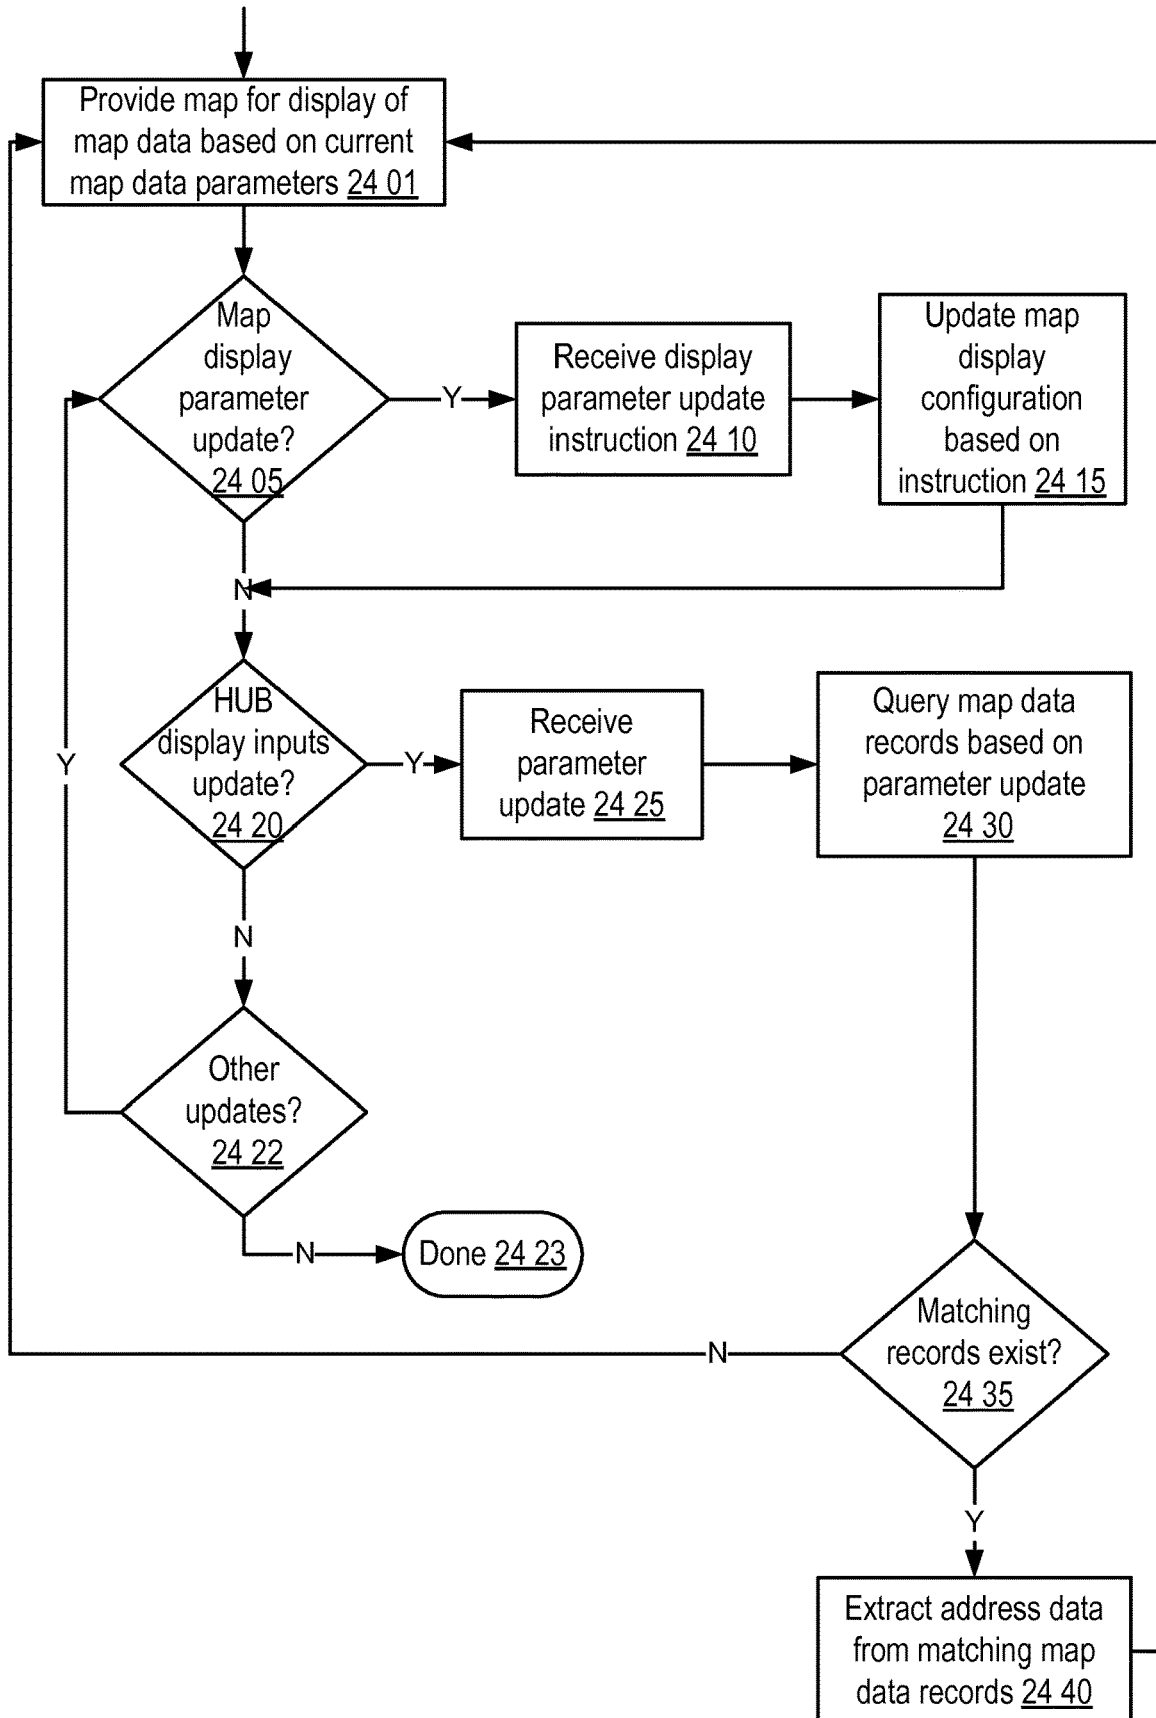 Provide map for display of
map data based on current
map data parameters 24 01
Map
display
parameter
update?
24 05
Y
Receive display
parameter update
instruction 24 10
Update map
display
configuration
based on
instruction 24 15
N
HUB
display inputs
update?
24 20
Y
Receive
parameter
update 24 25
Query map data
records based on
parameter update
24 30
Y
N
Other
updates?
24 22
N
Done 24 23
Matching
records exist?
24 35
N
Y
Extract address data
from matching map
data records 24 40